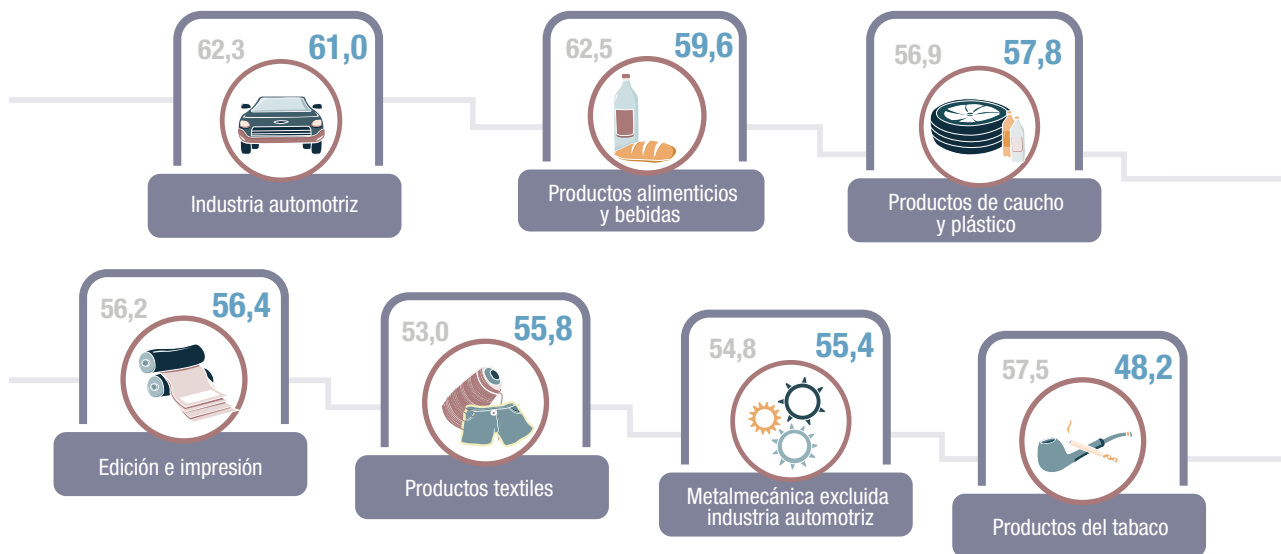 62,3 61,0
Industria automotriz
62,5 59,6
Productos alimenticios
y bebidas
56,9 57,8
Productos de caucho
y plástico
56,2 56,4
Edición e impresión
53,0 55,8
Productos textiles
54,8 55,4
Metalmecánica excluida
industria automotriz
57,5 48,2
Productos del tabaco